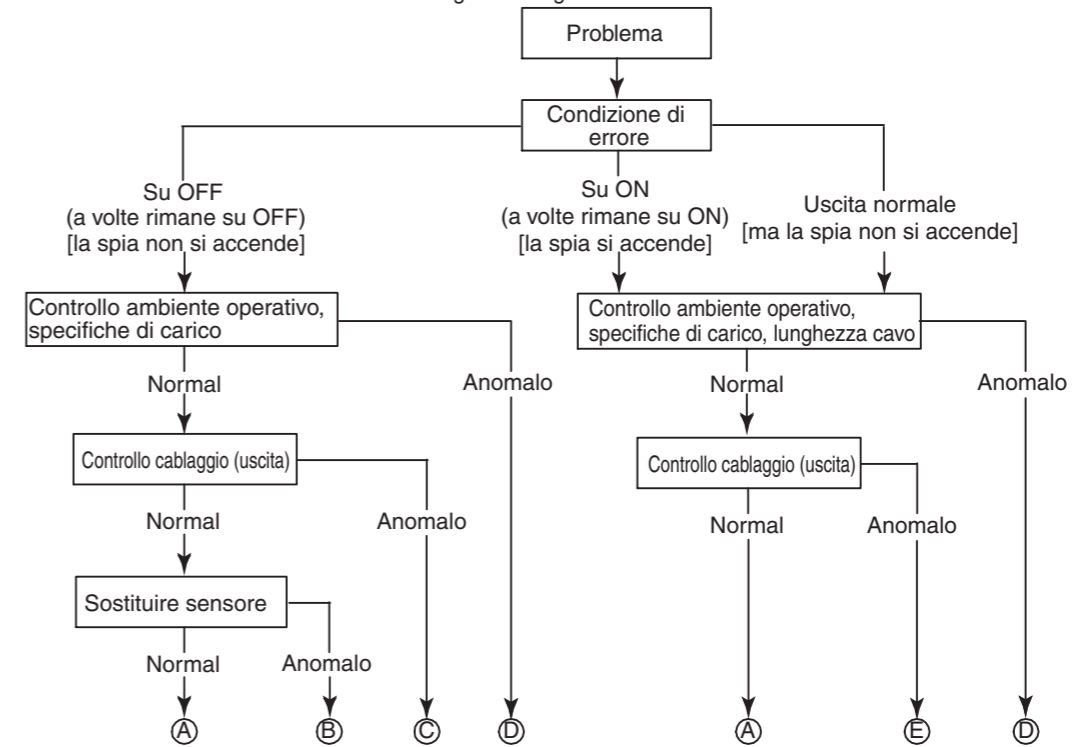 Problema
Condizione di
errore
Su OFF
(a volte rimane su OFF)
[la spia non si accende]
Su ON
(a volte rimane su ON)
[la spia si accende]
Uscita normale
[ma la spia non si accende]
Controllo ambiente operativo,
specifiche di carico
Controllo ambiente operativo,
specifiche di carico, lunghezza cavo
Normal
Anomalo
Normal
Anomalo
Controllo cablaggio (uscita)
Controllo cablaggio (uscita)
Normal
Anomalo
Normal
Anomalo
Sostituire sensore
Normal
Anomalo
A
B
C
D
A
E
D